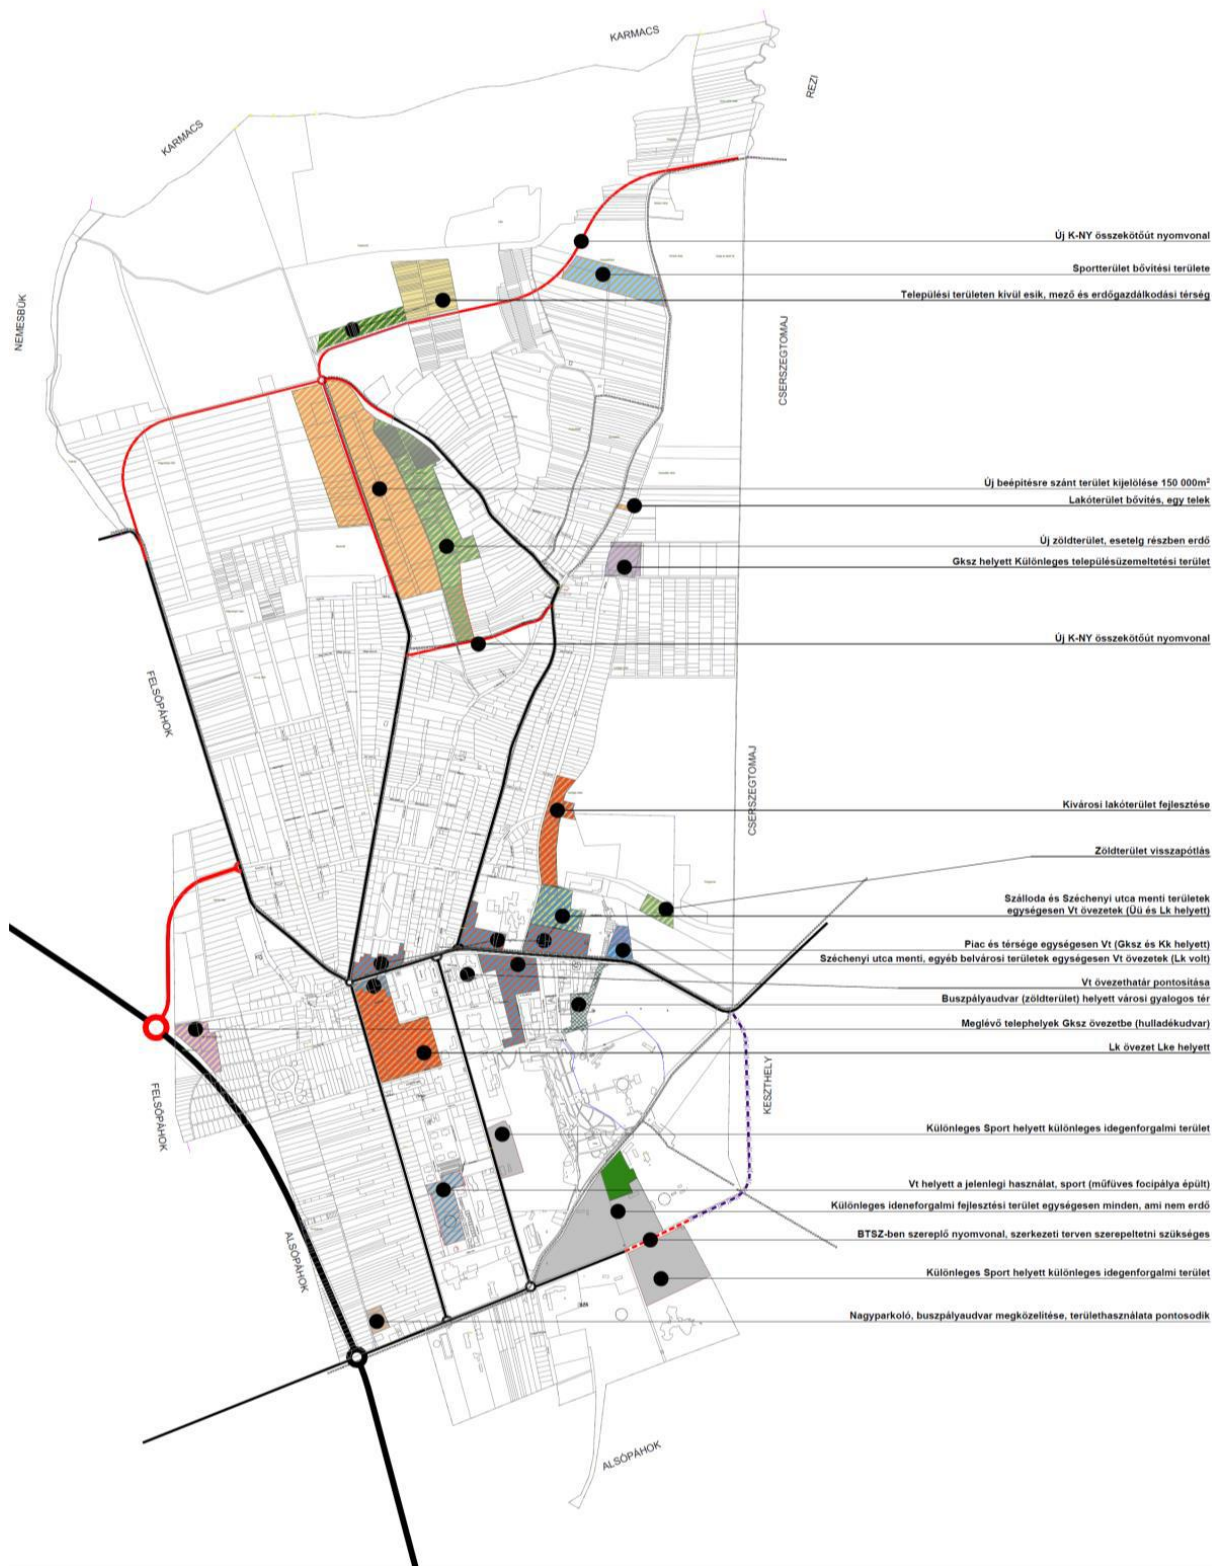 KARMACS
REZI
KARMACS
Új K-NY összekötőút nyomvonal
Sportterület bővítési területe
Települési területen kívül esik, mező és erdőgazdálkodási térség
NEMESBÜK
CSERSZEGTOMAJ
Új beépítésre szánt terület kijelölése 150 000m²
Lakóterület bővítés, egy telek
Új zöldterület, esetelg részben erdő
Gksz helyett Különleges településüzemeltetési terület
Új K-NY összekötőút nyomvonal
FELSŐPÁHOK
CSERSZEGTOMAJ
Kivárosi lakóterület fejlesztése
Zöldterület visszapótlás
Szálloda és Széchenyi utca menti területek
egységesen Vt övezetek (Üü és Lk helyett)
Piac és térsége egységesen Vt (Gksz és Kk helyett)
Széchenyi utca menti, egyéb belvárosi területek egységesen Vt övezetek (Lk volt)
Vt övezethatár pontosítása
Buszpályaudvar (zöldterület) helyett városi gyalogos tér
Meglévő telephelyek Gksz övezetbe (hulladékudvar)
Lk övezet Lke helyett
KESZTHELY
FELSŐPÁHOK
Különleges Sport helyett különleges idegenforgalmi terület
Vt helyett a jelenlegi használat, sport (műfüves focipálya épült)
Különleges ideneforgalmi fejlesztési terület egységesen minden, ami nem erdő
BTSZ-ben szereplő nyomvonal, szerkezeti terven szerepeltetni szükséges
ALSÓPÁHOK
Különleges Sport helyett különleges idegenforgalmi terület
Nagyparkoló, buszpályaudvar megközelítése, területhasználata pontosodik
ALSÓPÁHOK